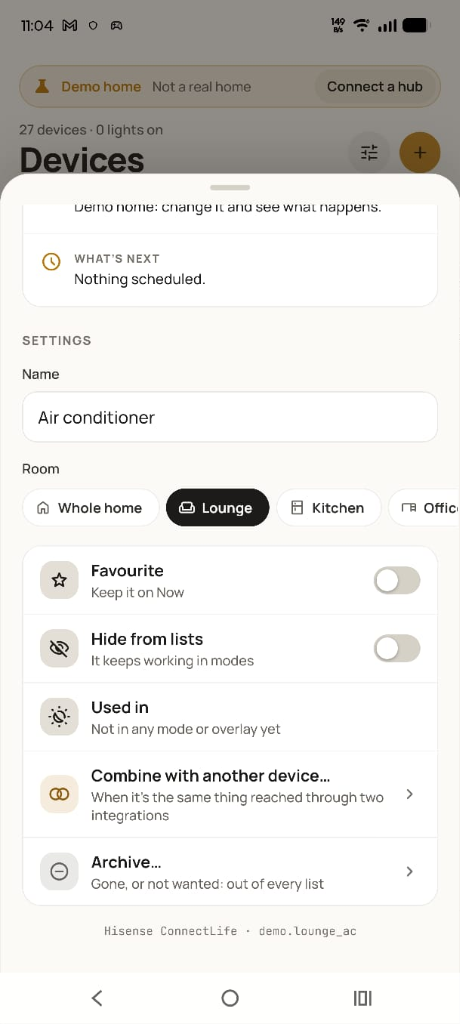 11:04
149 B/s
Demo home Not a real home Connect a hub
27 devices · 0 lights on
Devices
Demo home: change it and see what happens.
WHAT'S NEXT
Nothing scheduled.
SETTINGS
Name
Air conditioner
Room
Whole home Lounge Kitchen Offic
Favourite
Keep it on Now
Hide from lists
It keeps working in modes
Used in
Not in any mode or overlay yet
Combine with another device...
When it's the same thing reached through two
integrations
Archive...
Gone, or not wanted: out of every list
Hisense ConnectLife · demo.lounge_ac